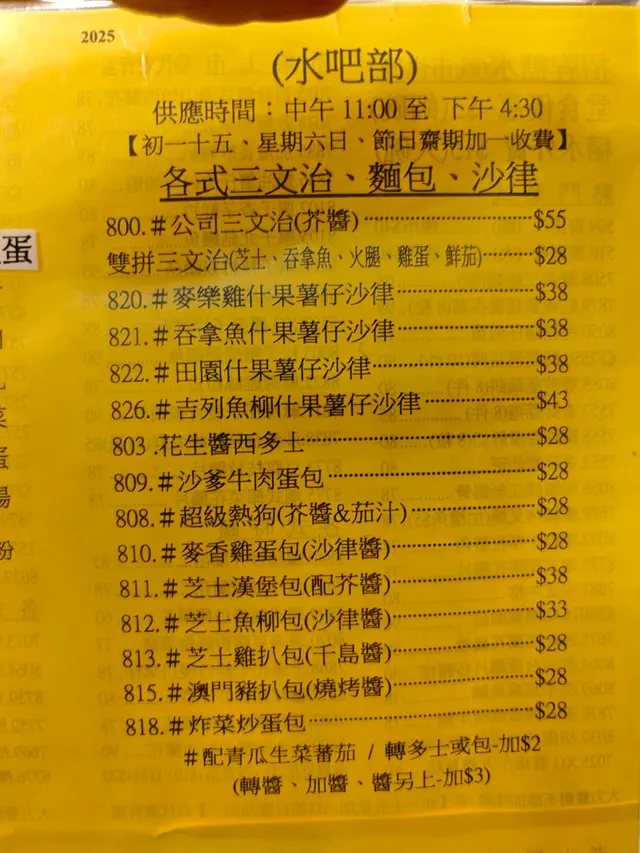 2025
(水吧部)
供應時間：中午 11:00 至 下午 4:30
【初一十五、星期六日、節日齋期加一收費】
各式三文治、麵包、沙律
800.＃公司三文治(芥醬)⋯⋯⋯⋯$55
雙拼三文治(芝士、吞拿魚、火腿、雞蛋、鮮茄)⋯⋯$28
820.＃麥樂雞什果薯仔沙律⋯⋯⋯⋯$38
821.＃吞拿魚什果薯仔沙律⋯⋯⋯⋯$38
822.＃田園什果薯仔沙律⋯⋯⋯⋯$38
826.＃吉列魚柳什果薯仔沙律⋯⋯⋯⋯$43
803.花生醬西多士⋯⋯⋯⋯$28
809.＃沙爹牛肉蛋包⋯⋯⋯⋯$28
808.＃超級熱狗(芥醬&茄汁)⋯⋯⋯⋯$28
810.＃麥香雞蛋包(沙律醬)⋯⋯⋯⋯$28
811.＃芝士漢堡包(配芥醬)⋯⋯⋯⋯$38
812.＃芝士魚柳包(沙律醬)⋯⋯⋯⋯$33
813.＃芝士雞扒包(千島醬)⋯⋯⋯⋯$28
815.＃澳門豬扒包(燒烤醬)⋯⋯⋯⋯$28
818.＃炸菜炒蛋包⋯⋯⋯⋯$28
＃配青瓜生菜蕃茄 / 轉多士或包-加$2
(轉醬、加醬、醬另上-加$3)
蛋
菜
蛋
湯
粉